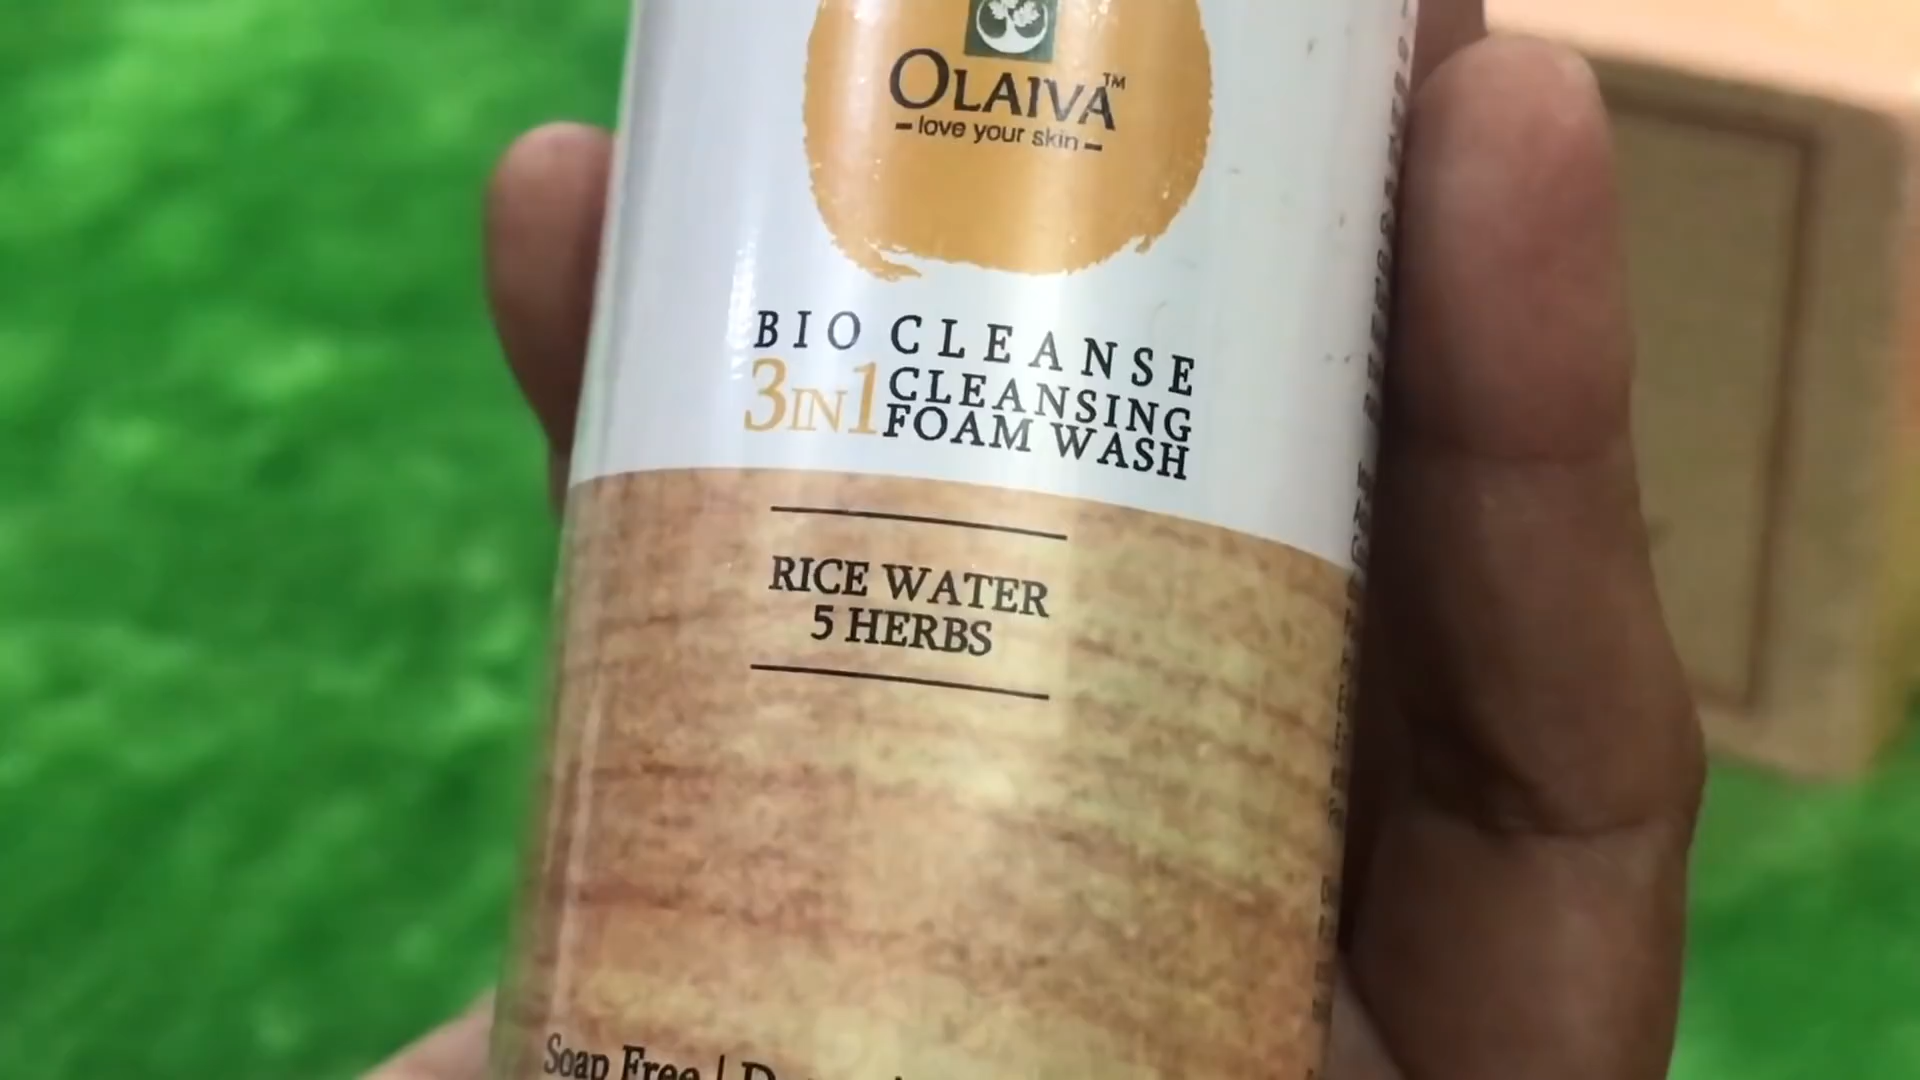 OLAIVA™
- love your skin -
BIO CLEANSE
3IN1 CLEANSING
FOAM WASH
RICE WATER
5 HERBS
Soap Free |